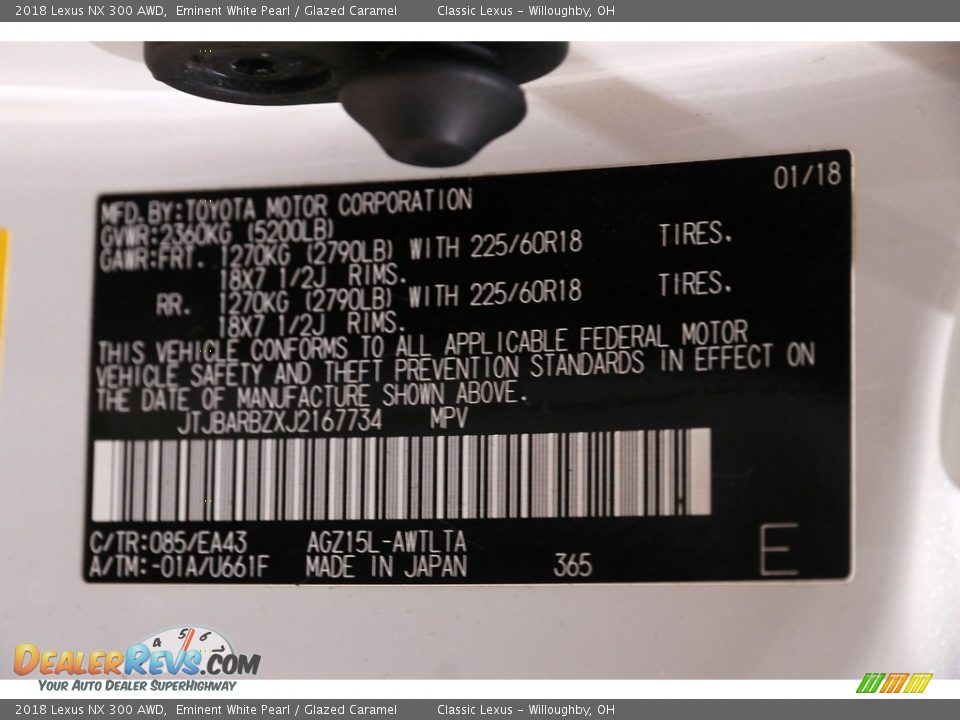 2018 Lexus NX 300 AWD, Eminent White Pearl / Glazed Caramel Classic Lexus - Willoughby, OH
01/18
MFD.BY:TOYOTA MOTOR CORPORATION
GVWR:2360KG (5200LB)
GAWR:FRT. 1270KG (2790LB) WITH 225/60R18 TIRES.
18X7 1/2J RIMS.
RR. 1270KG (2790LB) WITH 225/60R18 TIRES.
18X7 1/2J RIMS.
THIS VEHICLE CONFORMS TO ALL APPLICABLE FEDERAL MOTOR
VEHICLE SAFETY AND THEFT PREVENTION STANDARDS IN EFFECT ON
THE DATE OF MANUFACTURE SHOWN ABOVE.
JTJBARBZXJ2167734 MPV
C/TR:085/EA43 AGZ15L-AWTLTA
A/TM:-01A/U661F MADE IN JAPAN 365
E
4 5 6
DEALERREVS.COM
YOUR AUTO DEALER SUPERHIGHWAY
2018 Lexus NX 300 AWD, Eminent White Pearl / Glazed Caramel Classic Lexus - Willoughby, OH